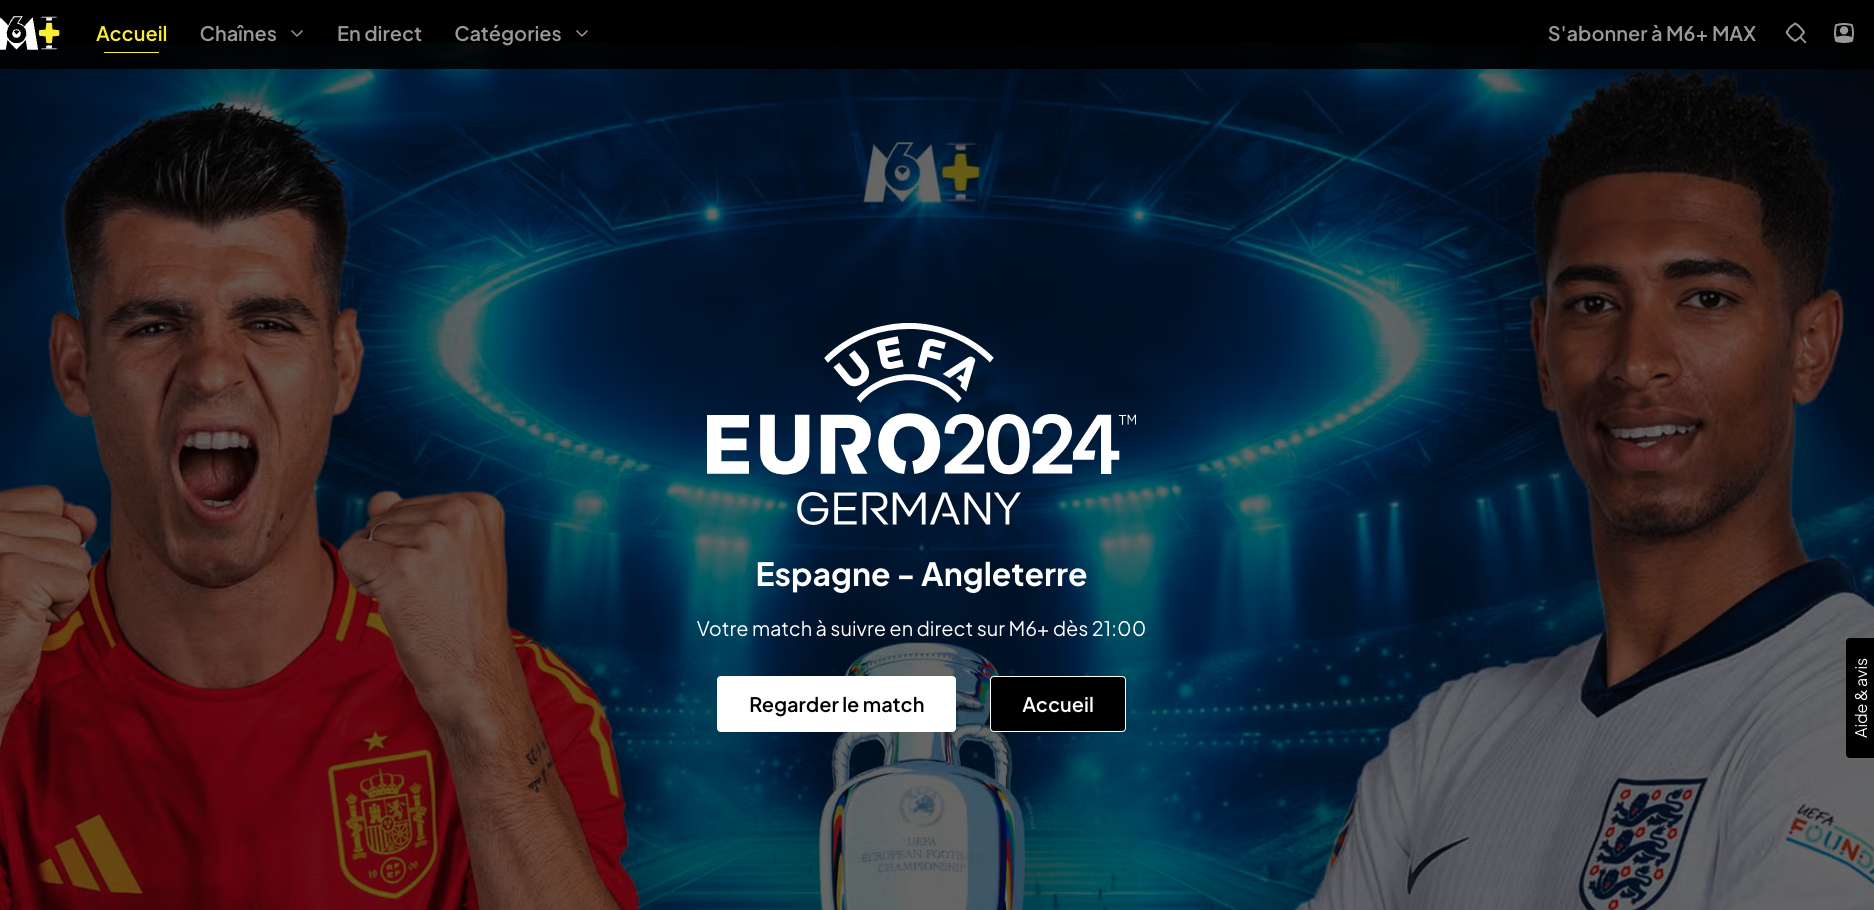 M6+
Accueil
Chaînes
En direct
Catégories
S'abonner à M6+ MAX
M6+
UEFA
EURO2024™
GERMANY
Espagne – Angleterre
Votre match à suivre en direct sur M6+ dès 21:00
Regarder le match
Accueil
Aide & avis
UEFA
EUROPEAN FOOTBALL
CHAMPIONSHIP
UEFA
FOUND